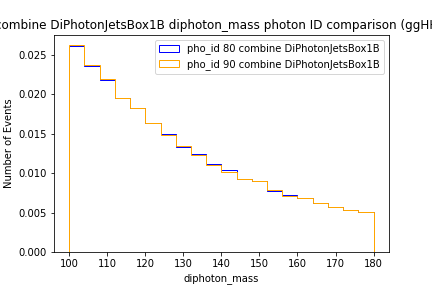 combine DiPhotonJetsBox1B diphoton_mass photon ID comparison (ggHH
pho_id 80 combine DiPhotonJetsBox1B
pho_id 90 combine DiPhotonJetsBox1B
Number of Events
0.025
0.020
0.015
0.010
0.005
0.000
100 110 120 130 140 150 160 170 180
diphoton_mass